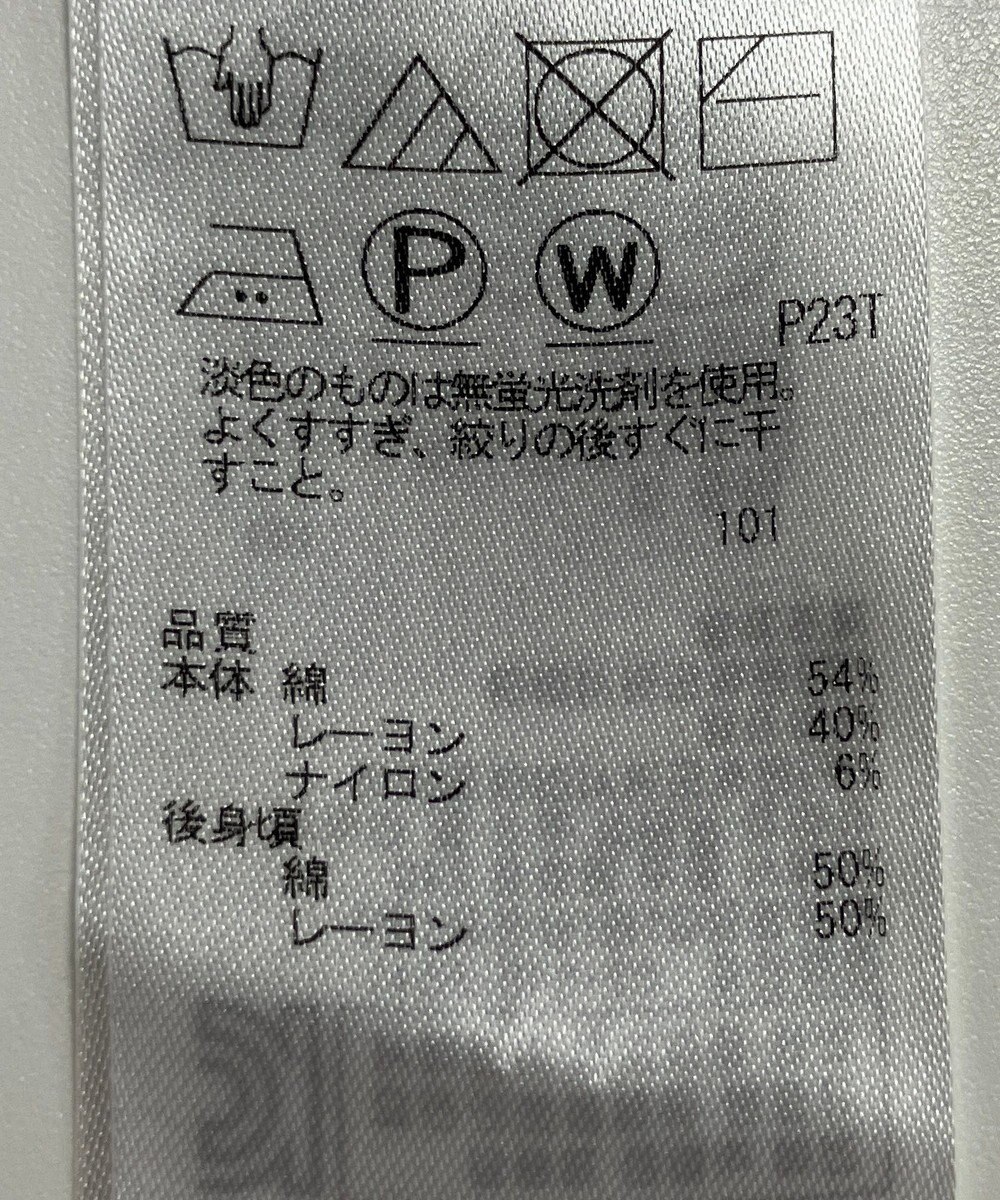 P W
P23T
淡色のものは無蛍光洗剤を使用。
よくすすぎ、絞りの後すぐに干
すこと。
101
品質
本体 綿 54%
レーヨン 40%
ナイロン 6%
後身頃
綿 50%
レーヨン 50%